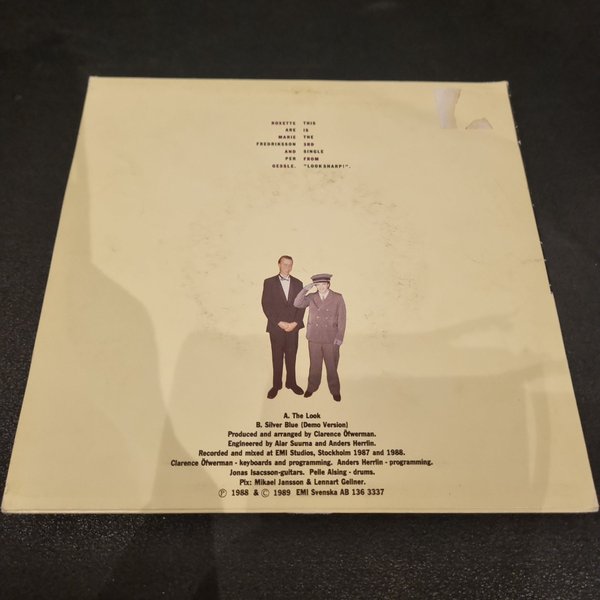 ROXETTE THIS
ARE IS
MARIE THE
FREDRIKSSON 3RD
AND SINGLE
PER FROM
GESSLE. "LOOK SHARP!".
A. The Look
B. Silver Blue (Demo Version)
Produced and arranged by Clarence Öfwerman.
Engineered by Alar Suurna and Anders Herrlin.
Recorded and mixed at EMI Studios, Stockholm 1987 and 1988.
Clarence Öfwerman - keyboards and programming. Anders Herrlin - programming.
Jonas Isacsson-guitars. Pelle Alsing - drums.
Pix: Mikael Jansson & Lennart Gellner.
Ⓟ 1988 & © 1989 EMI Svenska AB 136 3337